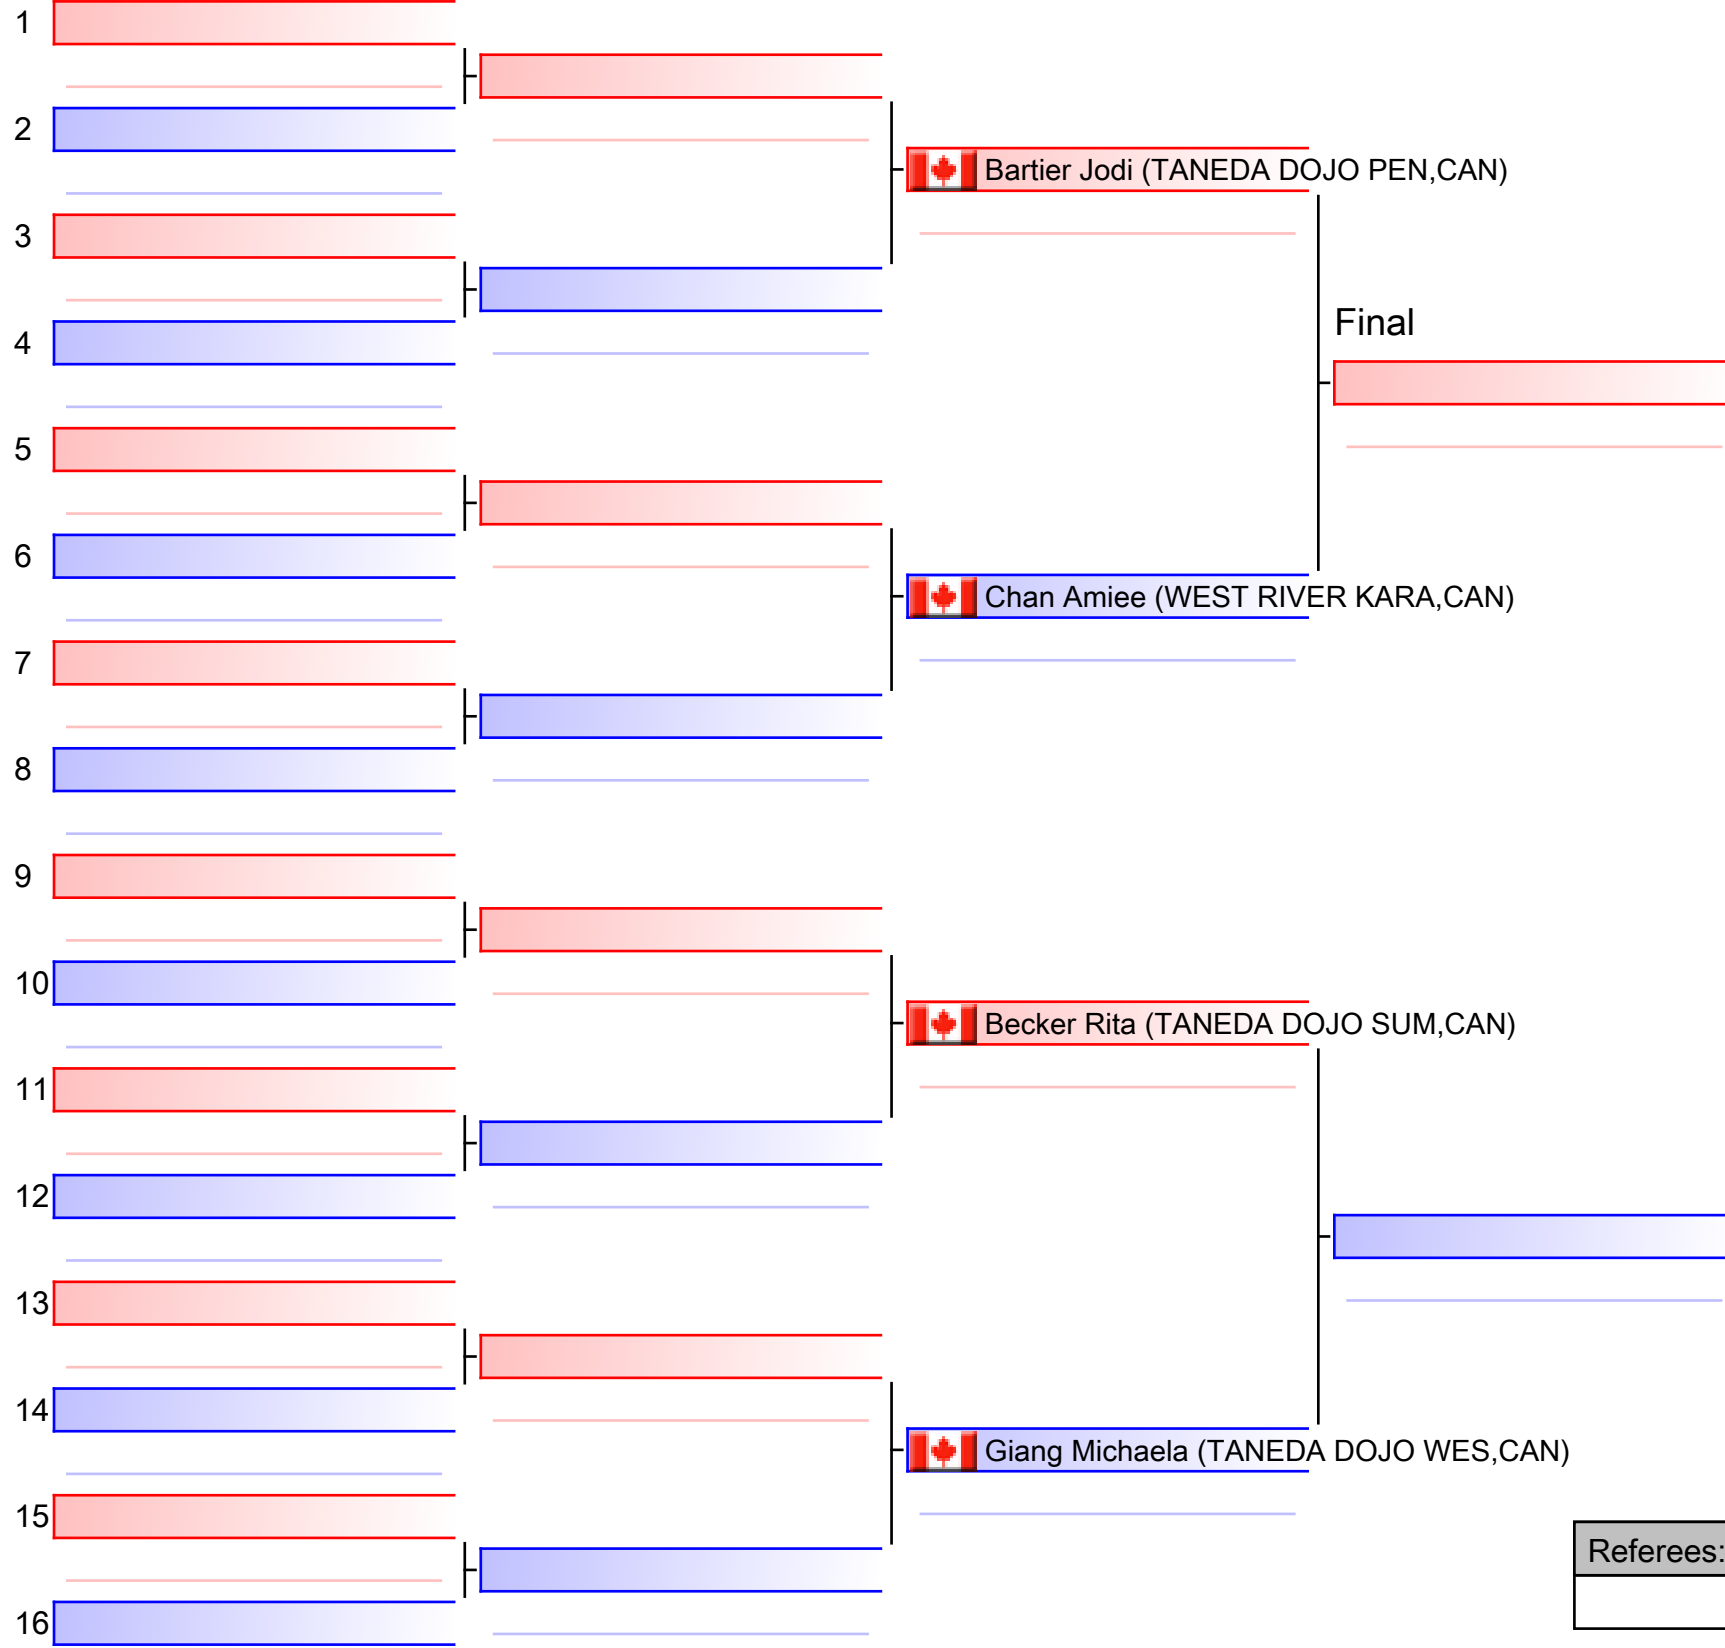 1
2
Bartier Jodi (TANEDA DOJO PEN,CAN)
3
Final
4
5
6
Chan Amiee (WEST RIVER KARA,CAN)
7
8
9
10
Becker Rita (TANEDA DOJO SUM,CAN)
11
12
13
14
Giang Michaela (TANEDA DOJO WES,CAN)
15
Referees:
16